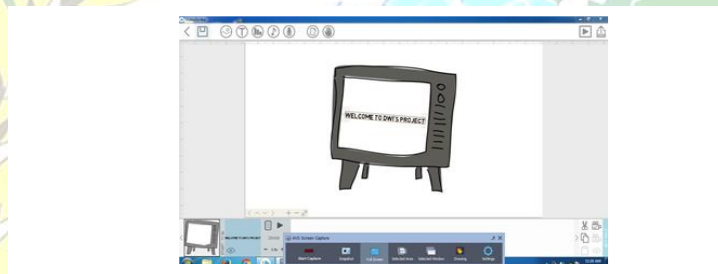 WELCOME TO DWI'S PROJECT
AVS Screen Capture
Start Capture
Snapshot
Full Screen
Selected Area
Selected Window
Drawing
Settings